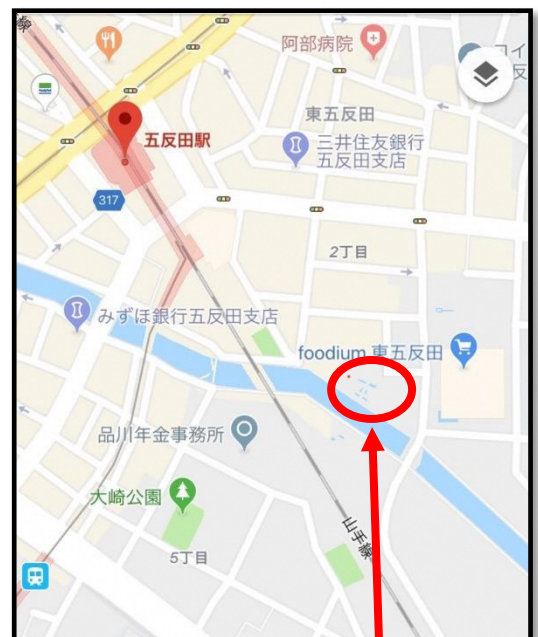 阿部病院
東五反田
五反田駅
三井住友銀行
五反田支店
317
2丁目
みずほ銀行五反田支店
foodium 東五反田
品川年金事務所
大崎公園
山手線
5丁目